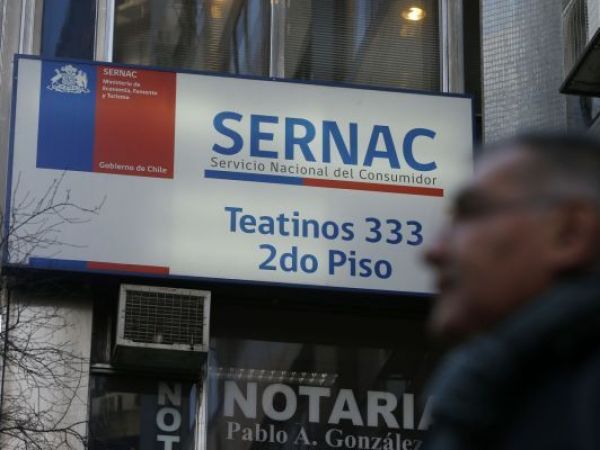 SERNAC
Ministerio de
Economía, Fomento
y Turismo
Gobierno de Chile
SERNAC
Servicio Nacional del Consumidor
Teatinos 333
2do Piso
NOT
NOTARIA
Pablo A. González